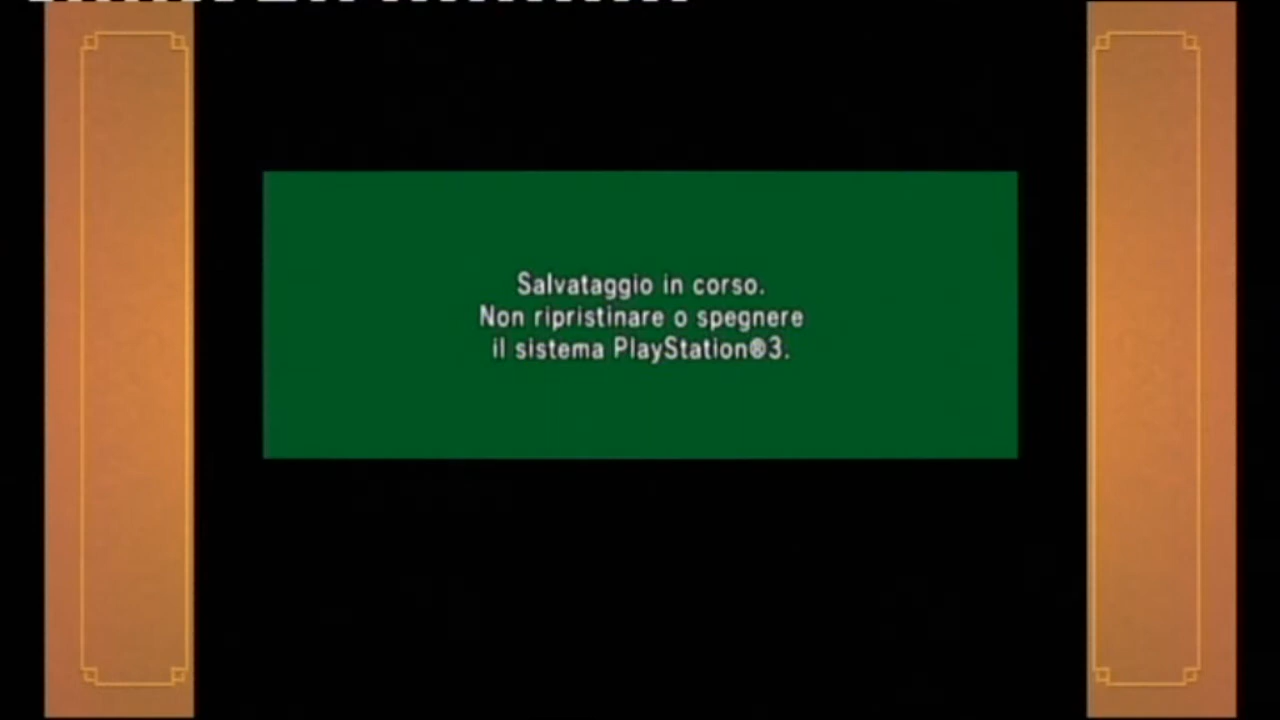 Salvataggio in corso.
Non ripristinare o spegnere
il sistema PlayStation®3.